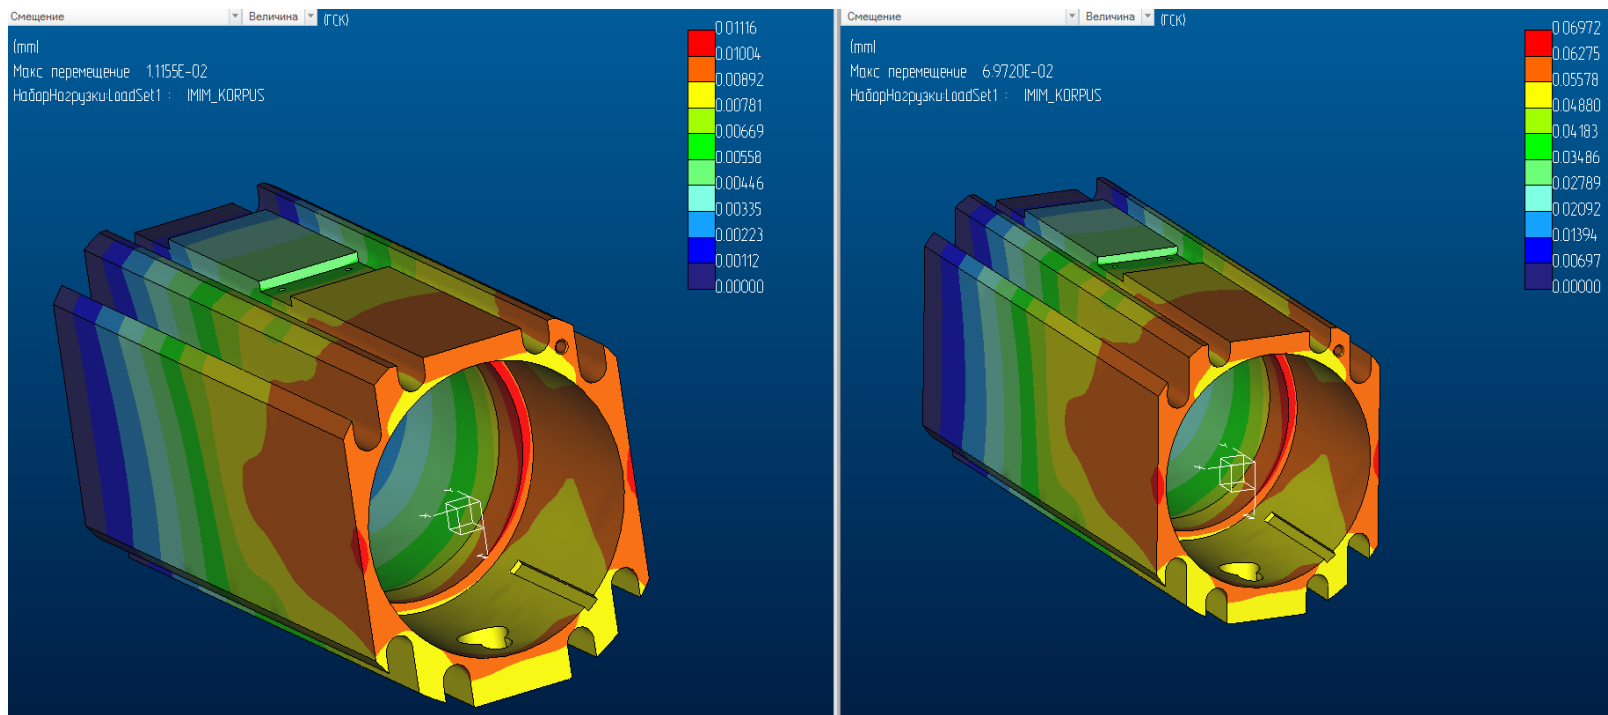 Смещение Величина (ГСК)
(mm)
Макс перемещение 1.1155E-02
НаборНагрузки:LoadSet1 : IMIM_KORPUS
0.01116
0.01004
0.00892
0.00781
0.00669
0.00558
0.00446
0.00335
0.00223
0.00112
0.00000
Смещение Величина (ГСК)
(mm)
Макс перемещение 6.9720E-02
НаборНагрузки:LoadSet1 : IMIM_KORPUS
0.06972
0.06275
0.05578
0.04880
0.04183
0.03486
0.02789
0.02092
0.01394
0.00697
0.00000